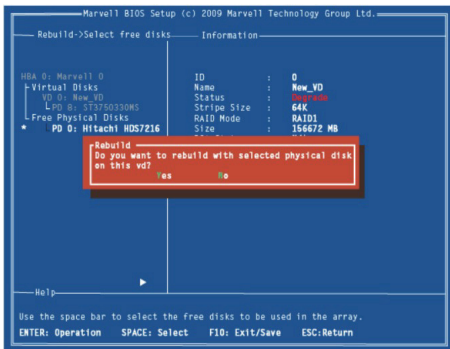 Marvell BIOS Setup (c) 2009 Marvell Technology Group Ltd.
Rebuild->Select free disks
Information
HBA 0: Marvell 0
Virtual Disks
VD 0: New_VD
PD 8: ST3750330NS
Free Physical Disks
* PD 0: Hitachi HDS7216
ID : 0
Name : New_VD
Status : Degrade
Stripe Size : 64K
RAID Mode : RAID1
Size : 156672 MB
Rebuild
Do you want to rebuild with selected physical disk
on this vd?
Yes No
Help
Use the space bar to select the free disks to be used in the array.
ENTER: Operation SPACE: Select F10: Exit/Save ESC:Return